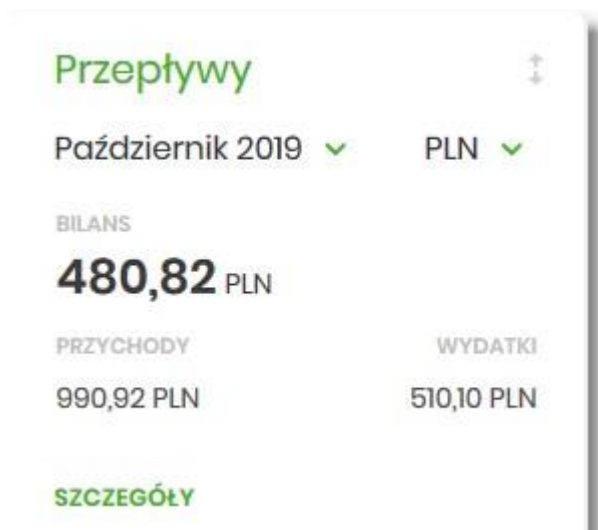 Przepływy
Październik 2019 PLN
BILANS
480,82 PLN
PRZYCHODY WYDATKI
990,92 PLN 510,10 PLN
SZCZEGÓŁY